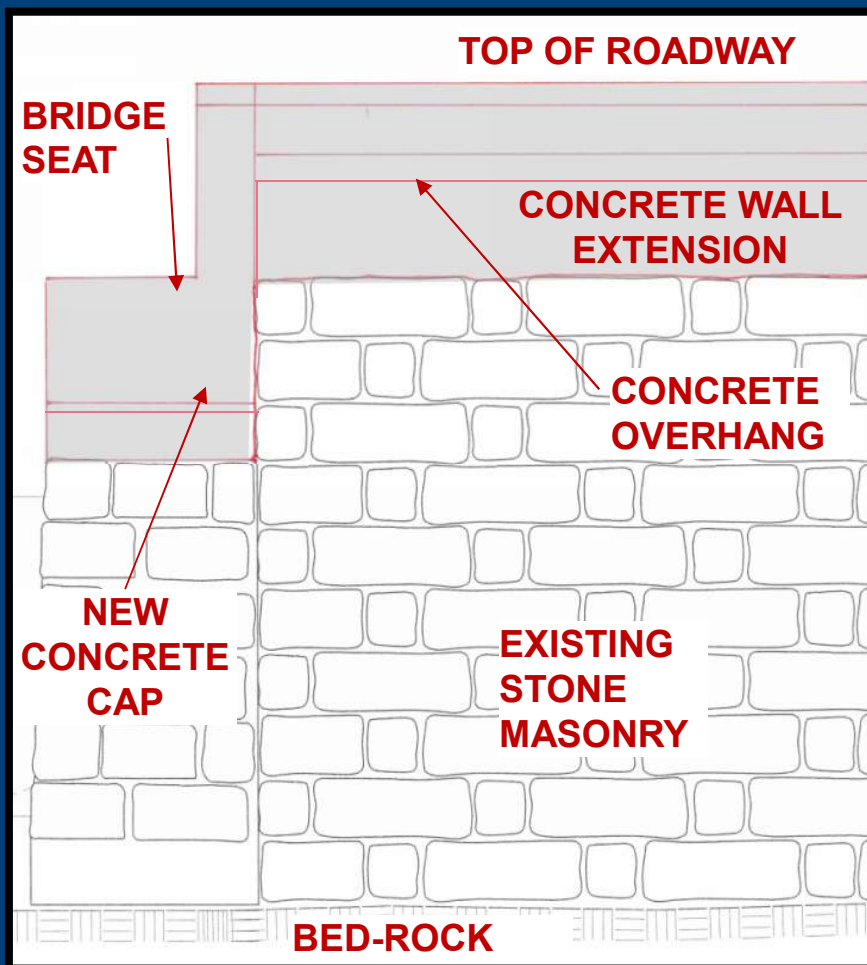 TOP OF ROADWAY
BRIDGE
SEAT
CONCRETE WALL
EXTENSION
CONCRETE
OVERHANG
NEW
CONCRETE
CAP
EXISTING
STONE
MASONRY
BED-ROCK